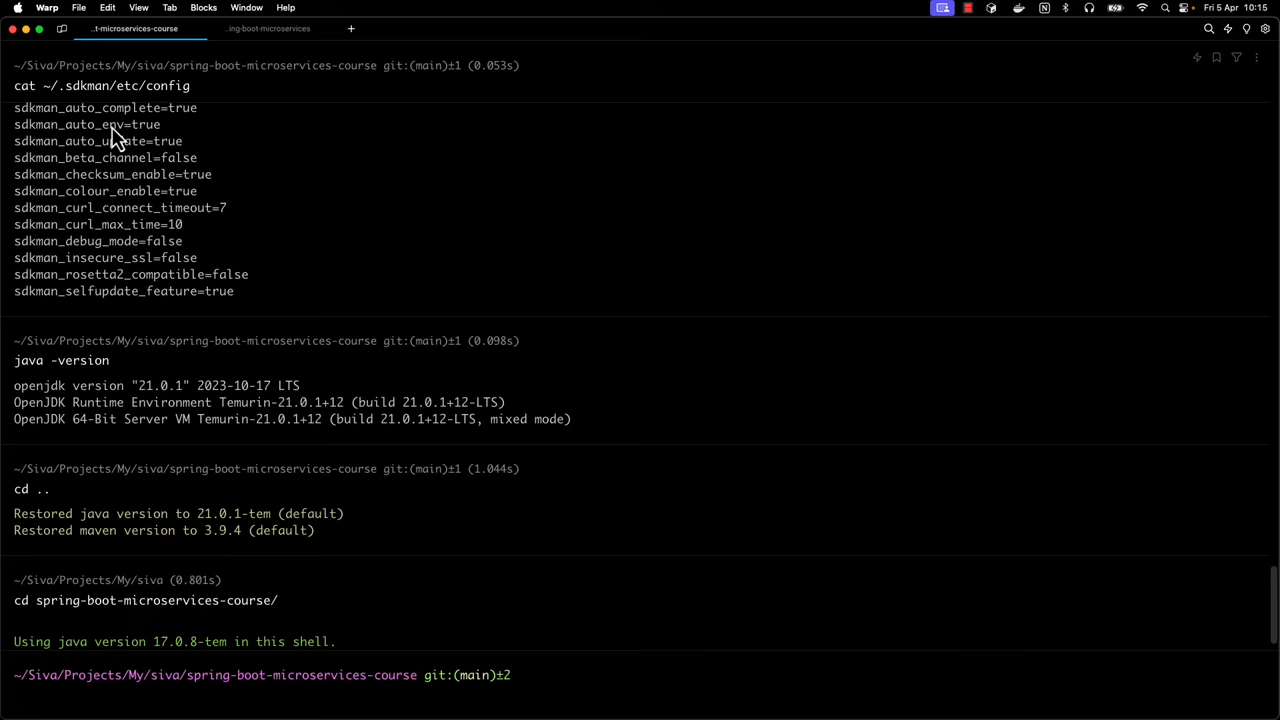 Warp File Edit View Tab Blocks Window Help Fri 5 Apr 10:15
..t-microservices-course ..ing-boot-microservices +
~/Siva/Projects/My/siva/spring-boot-microservices-course git:(main)±1 (0.053s)
cat ~/.sdkman/etc/config
sdkman_auto_complete=true
sdkman_auto_env=true
sdkman_auto_update=true
sdkman_beta_channel=false
sdkman_checksum_enable=true
sdkman_colour_enable=true
sdkman_curl_connect_timeout=7
sdkman_curl_max_time=10
sdkman_debug_mode=false
sdkman_insecure_ssl=false
sdkman_rosetta2_compatible=false
sdkman_selfupdate_feature=true
~/Siva/Projects/My/siva/spring-boot-microservices-course git:(main)±1 (0.098s)
java -version
openjdk version "21.0.1" 2023-10-17 LTS
OpenJDK Runtime Environment Temurin-21.0.1+12 (build 21.0.1+12-LTS)
OpenJDK 64-Bit Server VM Temurin-21.0.1+12 (build 21.0.1+12-LTS, mixed mode)
~/Siva/Projects/My/siva/spring-boot-microservices-course git:(main)±1 (1.044s)
cd ..
Restored java version to 21.0.1-tem (default)
Restored maven version to 3.9.4 (default)
~/Siva/Projects/My/siva (0.801s)
cd spring-boot-microservices-course/
Using java version 17.0.8-tem in this shell.
~/Siva/Projects/My/siva/spring-boot-microservices-course git:(main)±2